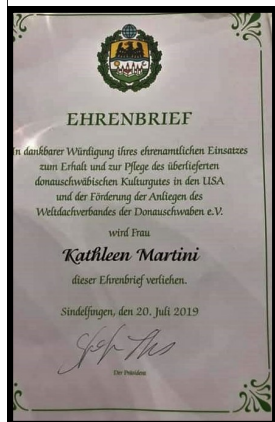 EHRENBRIEF
In dankbarer Würdigung ihres ehrenamtlichen Einsatzes
zum Erhalt und zur Pflege des überlieferten
donauschwäbischen Kulturgutes in den USA
und der Förderung der Anliegen des
Weltdachverbandes der Donauschwaben e.V.
wird Frau
Kathleen Martini
dieser Ehrenbrief verliehen.
Sindelfingen, den 20. Juli 2019
Der Präsident